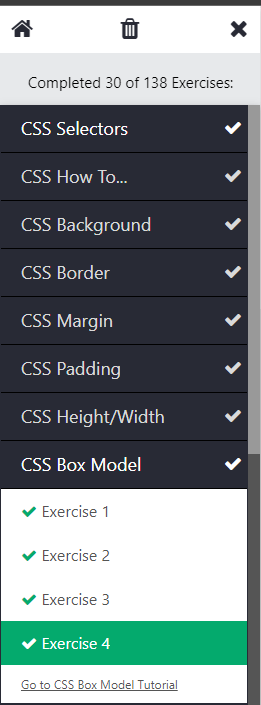 Completed 30 of 138 Exercises:
CSS Selectors
CSS How To...
CSS Background
CSS Border
CSS Margin
CSS Padding
CSS Height/Width
CSS Box Model
Exercise 1
Exercise 2
Exercise 3
Exercise 4
Go to CSS Box Model Tutorial